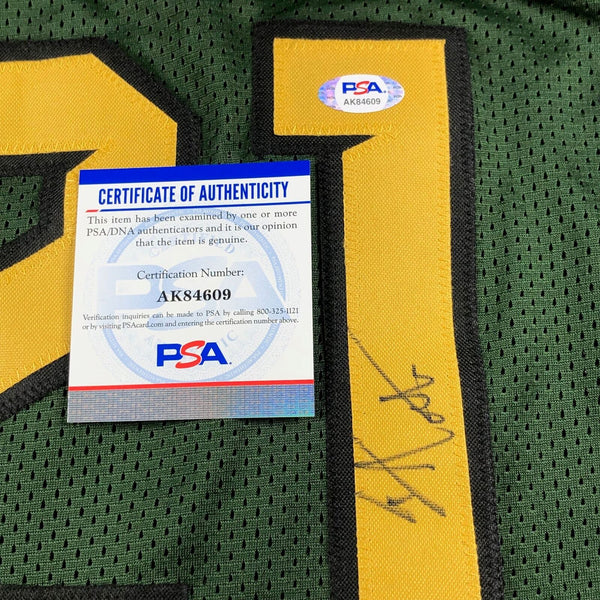 PSA
AK84609
CERTIFICATE OF AUTHENTICITY
This item has been examined by one or more
PSA/DNA authenticators and it is our opinion
that the item is genuine.
Certification Number:
AK84609
Verification inquiries can be made to PSA by calling 800-325-1121
or by visiting PSAcard.com and entering the certification number above.
PSA